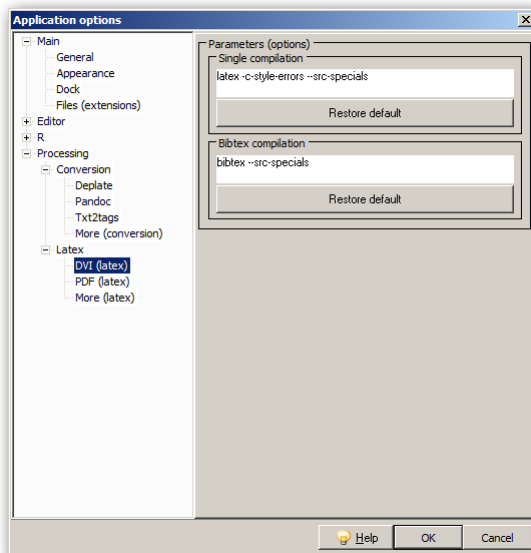 Application options
Main
General
Appearance
Dock
Files (extensions)
Editor
R
Processing
Conversion
Deplate
Pandoc
Txt2tags
More (conversion)
Latex
DVI (latex)
PDF (latex)
More (latex)
Parameters (options)
Single compilation
latex -c-style-errors --src-specials
Restore default
Bibtex compilation
bibtex --src-specials
Restore default
Help
OK
Cancel